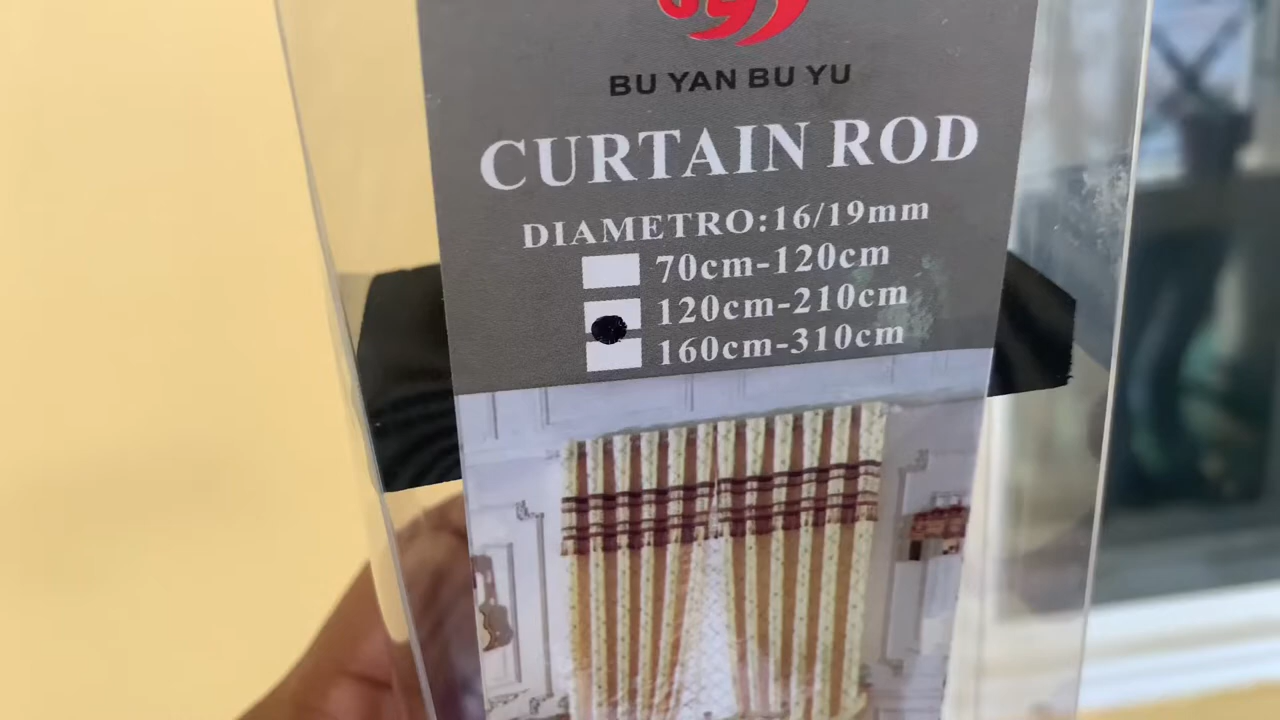 BU YAN BU YU
CURTAIN ROD
DIAMETRO:16/19mm
70cm-120cm
120cm-210cm
160cm-310cm